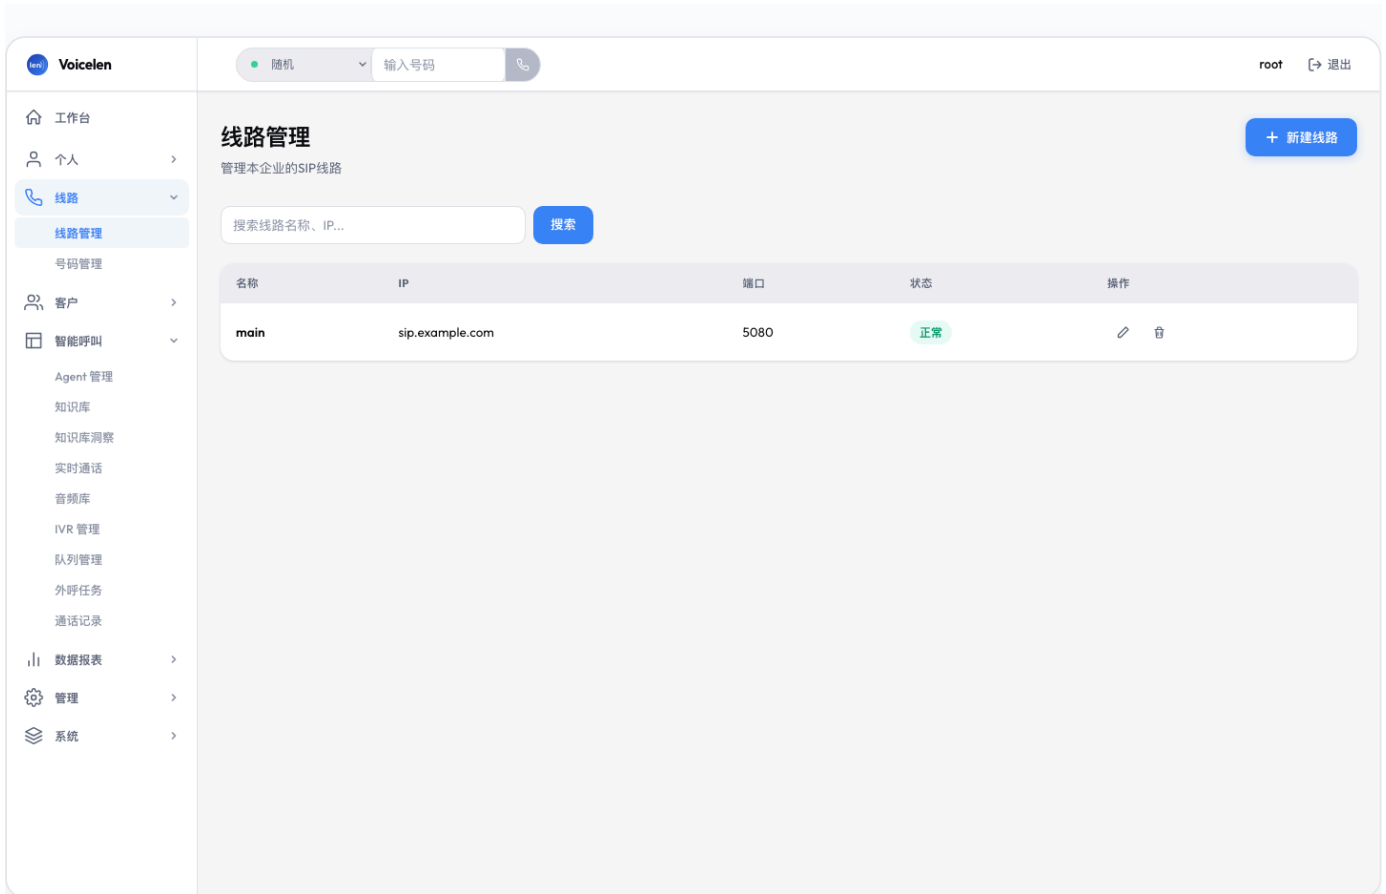 len)
Voicelen
随机
输入号码
root
退出
工作台
个人
线路
线路管理
号码管理
客户
智能呼叫
Agent 管理
知识库
知识库洞察
实时通话
音频库
IVR 管理
队列管理
外呼任务
通话记录
数据报表
管理
系统
线路管理
管理本企业的SIP线路
新建线路
搜索线路名称、IP...
搜索
名称 IP 端口 状态 操作
main sip.example.com 5080 正常